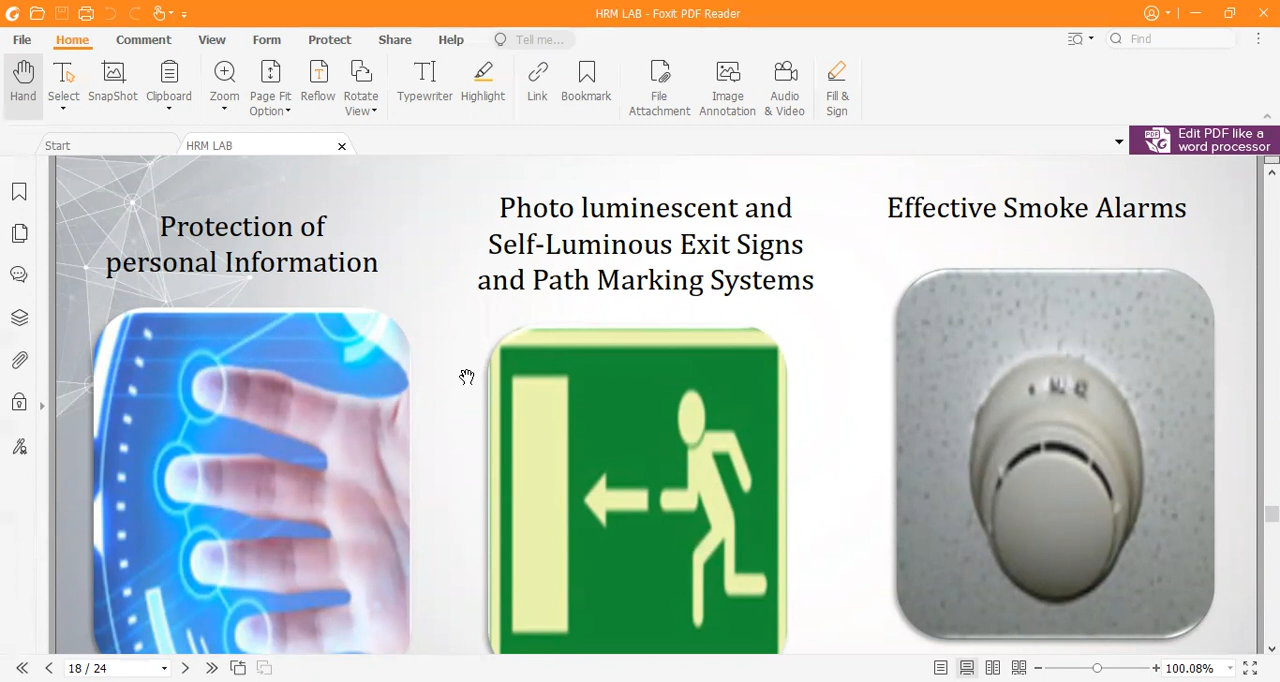 HRM LAB - Foxit PDF Reader
File Home Comment View Form Protect Share Help Tell me... Find
Hand Select SnapShot Clipboard Zoom Page Fit Option Reflow Rotate View Typewriter Highlight Link Bookmark File Attachment Image Annotation Audio & Video Fill & Sign
Start HRM LAB
Edit PDF like a
word processor
Protection of
personal Information
Photo luminescent and
Self-Luminous Exit Signs
and Path Marking Systems
Effective Smoke Alarms
18 / 24
100.08%